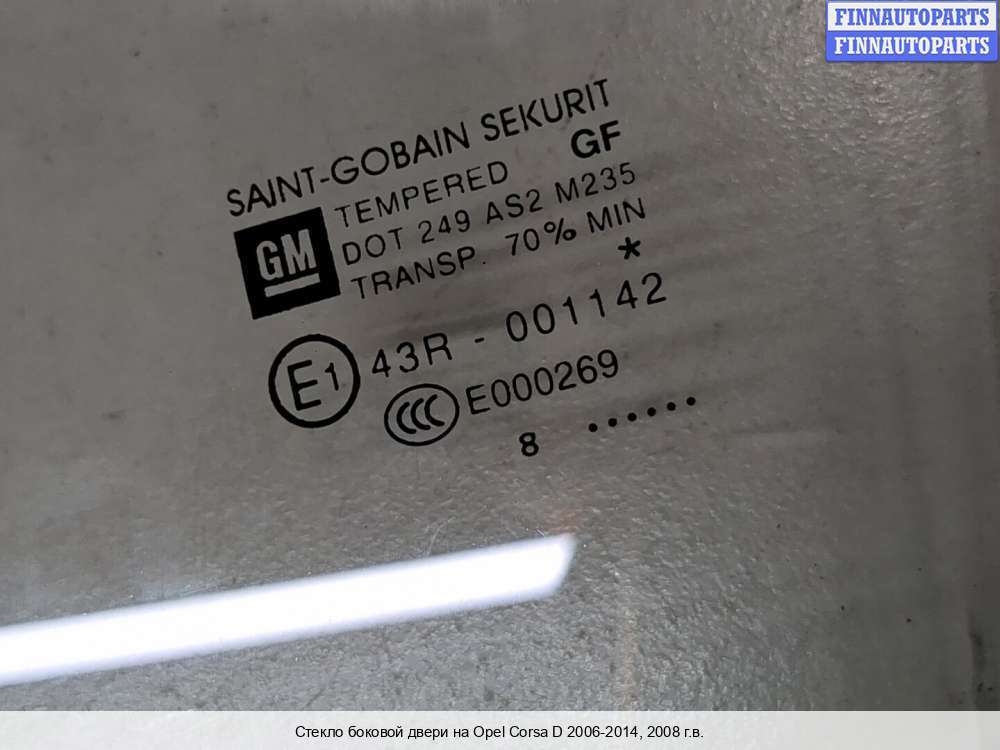 FINNAUTOPARTS
FINNAUTOPARTS
SAINT-GOBAIN SEKURIT
GF
TEMPERED
GM
DOT 249 AS2 M235
TRANSP. 70% MIN
*
E1 43R - 001142
CCC E000269
8 ......
Стекло боковой двери на Opel Corsa D 2006-2014, 2008 г.в.